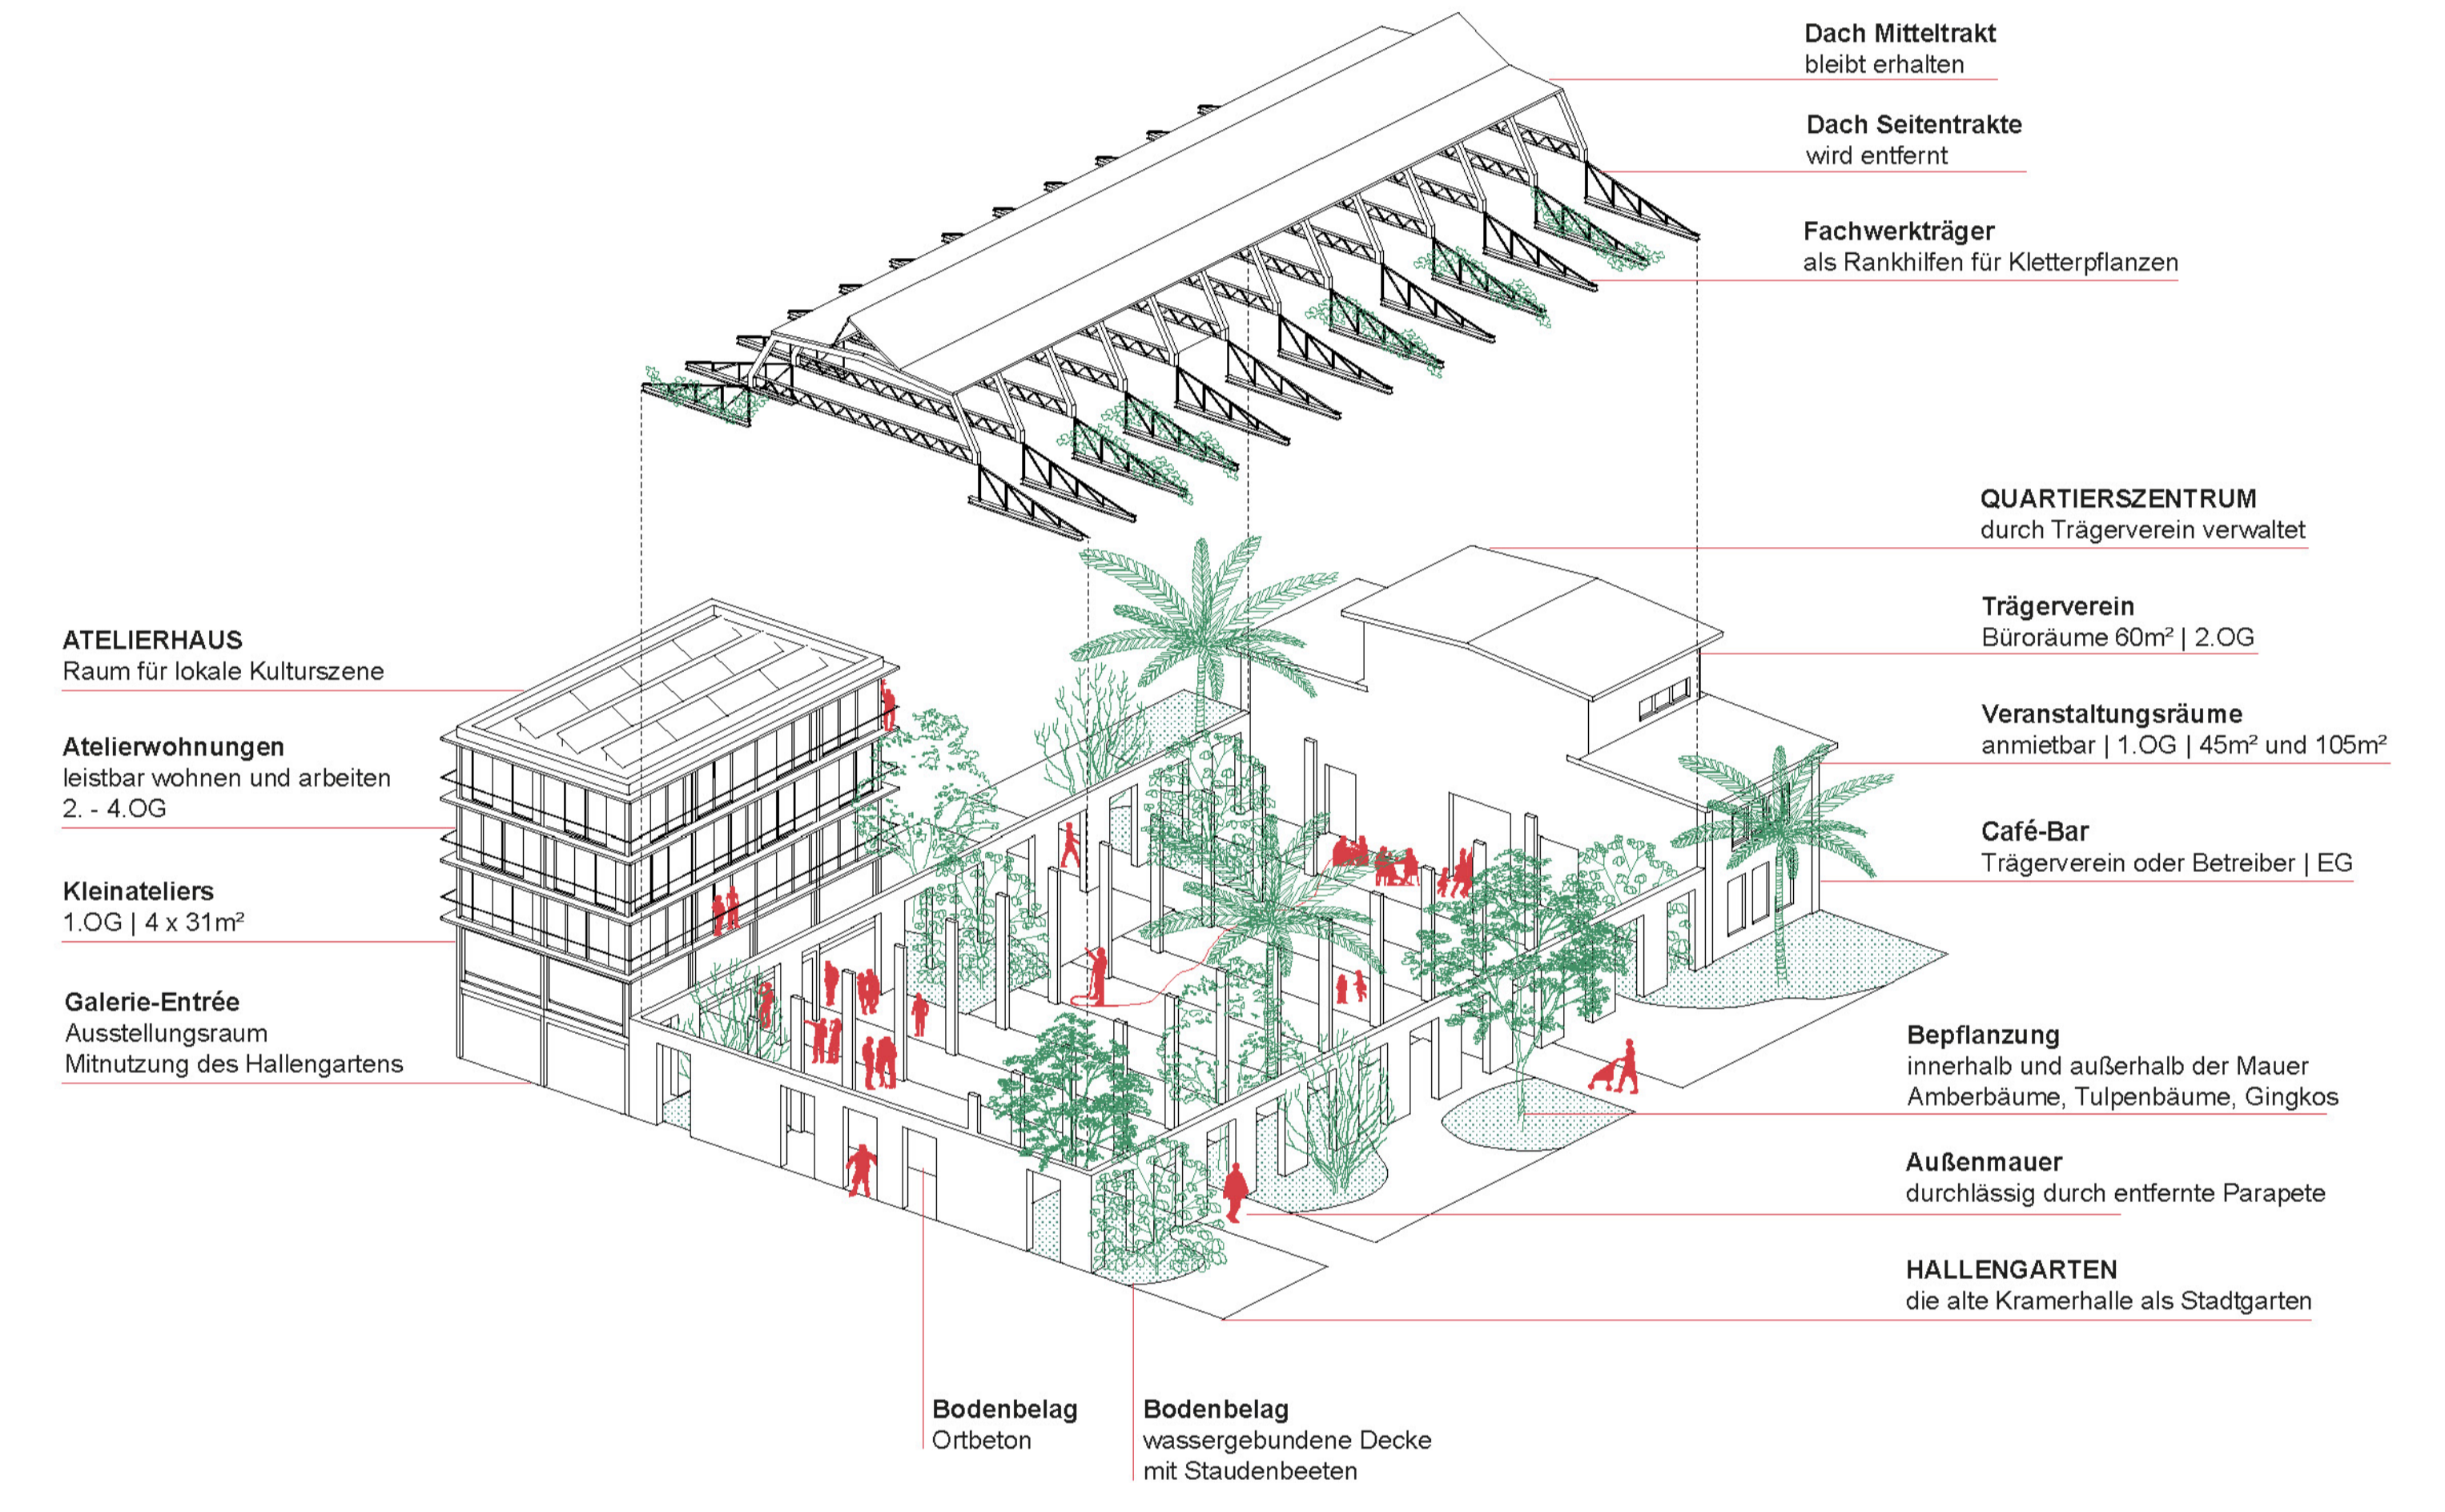 Dach Mitteltrakt
bleibt erhalten
Dach Seitentrakte
wird entfernt
Fachwerkträger
als Rankhilfen für Kletterpflanzen
QUARTIERSZENTRUM
durch Trägerverein verwaltet
Trägerverein
Büroräume 60m² | 2.OG
Veranstaltungsräume
anmietbar | 1.OG | 45m² und 105m²
Café-Bar
Trägerverein oder Betreiber | EG
ATELIERHAUS
Raum für lokale Kulturszene
Atelierwohnungen
leistbar wohnen und arbeiten
2. - 4.OG
Kleinateliers
1.OG | 4 x 31m²
Galerie-Entrée
Ausstellungsraum
Mitnutzung des Hallengartens
Bepflanzung
innerhalb und außerhalb der Mauer
Amberbäume, Tulpenbäume, Gingkos
Außenmauer
durchlässig durch entfernte Parapete
HALLENGARTEN
die alte Kramerhalle als Stadtgarten
Bodenbelag
Ortbeton
Bodenbelag
wassergebundene Decke
mit Staudenbeeten